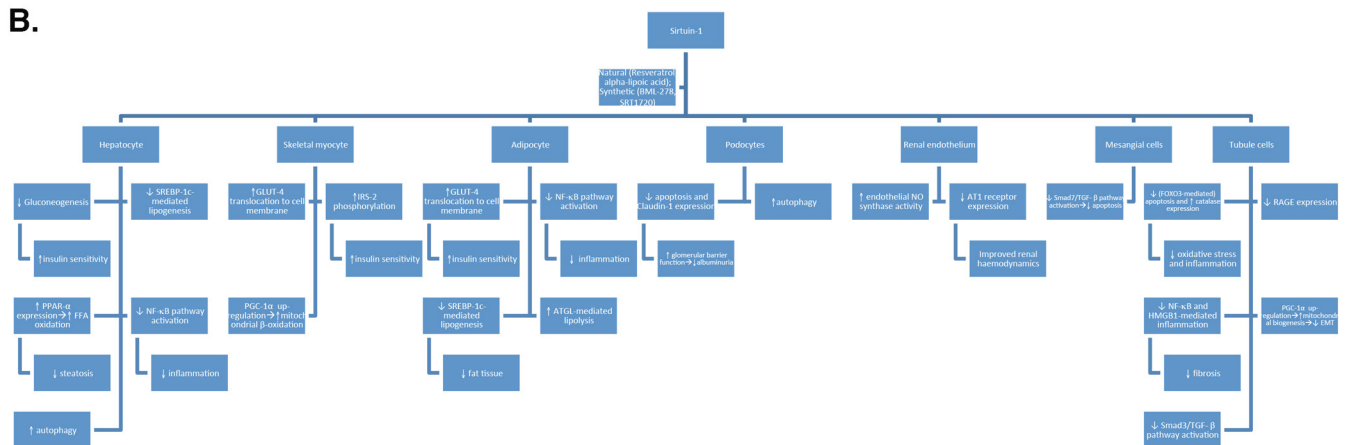 B.
Sirtuin-1
Natural (Resveratrol
alpha-lipoic acid);
Synthetic (BML-278,
SRT1720)
Hepatocyte
Skeletal myocyte
Adipocyte
Podocytes
Renal endothelium
Mesangial cells
Tubule cells
↓ Gluconeogenesis
↓ SREBP-1c-
mediated
lipogenesis
↑GLUT-4
translocation to cell
membrane
↑IRS-2
phosphorylation
↑GLUT-4
translocation to cell
membrane
↓ NF-κB pathway
activation
↓ apoptosis and
Claudin-1 expression
↑autophagy
↑ endothelial NO
synthase activity
↓ AT1 receptor
expression
↓ Smad7/TGF- β pathway
activation→↓ apoptosis
↓ (FOXO3-mediated)
apoptosis and ↑ catalase
expression
↓ RAGE expression
↑insulin sensitivity
↑insulin sensitivity
↑insulin sensitivity
↓ inflammation
↑ glomerular barrier
function→↓albuminuria
Improved renal
haemodynamics
↓ oxidative stress
and inflammation
↑ PPAR-α
expression→↑ FFA
oxidation
↓ NF-κB pathway
activation
PGC-1α up-
regulation→↑mitoch
ondrial β-oxidation
↓ SREBP-1c-
mediated
lipogenesis
↑ ATGL-mediated
lipolysis
↓ NF-κB and
HMGB1-mediated
inflammation
PGC-1α up-
regulation→↑mitochondri
al biogenesis→↓ EMT
↓ steatosis
↓ inflammation
↓ fat tissue
↓ fibrosis
↑ autophagy
↓ Smad3/TGF- β
pathway activation